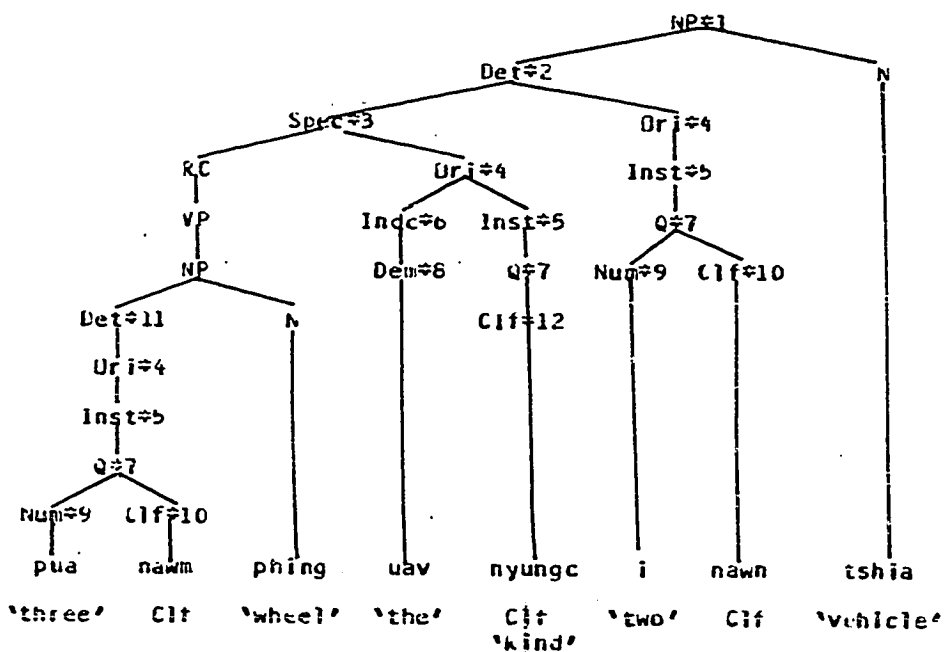 NP≠1
Det≠2 N
Spec≠3 Ori≠4
RC Ori≠4 Inst≠5
VP Indc≠6 Inst≠5 Q≠7
NP Dem≠8 Q≠7 Num≠9 Clf≠10
Det≠11 N Clf≠12
Ori≠4
Inst≠5
Q≠7
Num≠9 Clf≠10
pua nawm phing uav nyungc i nawn tshia
'three' Clf 'wheel' 'the' Clf 'two' Clf 'vehicle'
'kind'